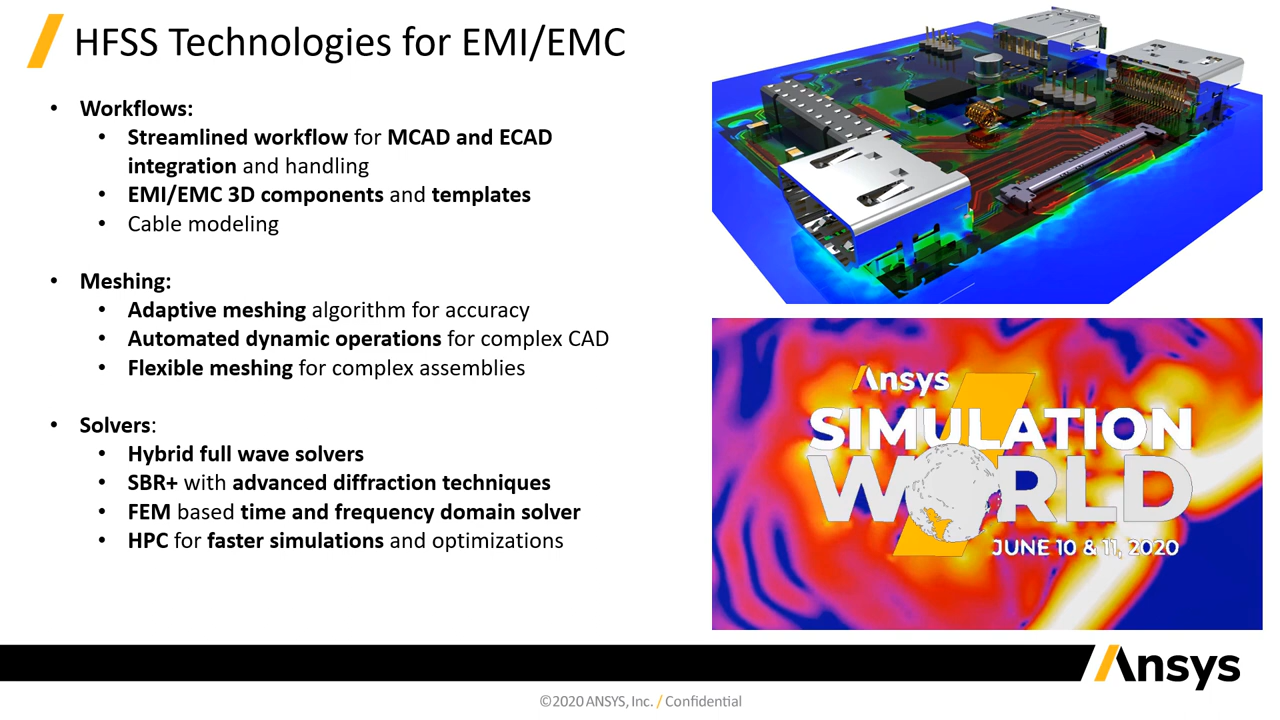 HFSS Technologies for EMI/EMC
• Workflows:
• Streamlined workflow for MCAD and ECAD
integration and handling
• EMI/EMC 3D components and templates
• Cable modeling
• Meshing:
• Adaptive meshing algorithm for accuracy
• Automated dynamic operations for complex CAD
• Flexible meshing for complex assemblies
• Solvers:
• Hybrid full wave solvers
• SBR+ with advanced diffraction techniques
• FEM based time and frequency domain solver
• HPC for faster simulations and optimizations
Ansys
SIMULATION
WORLD
JUNE 10 & 11, 2020
Ansys
©2020 ANSYS, Inc. / Confidential